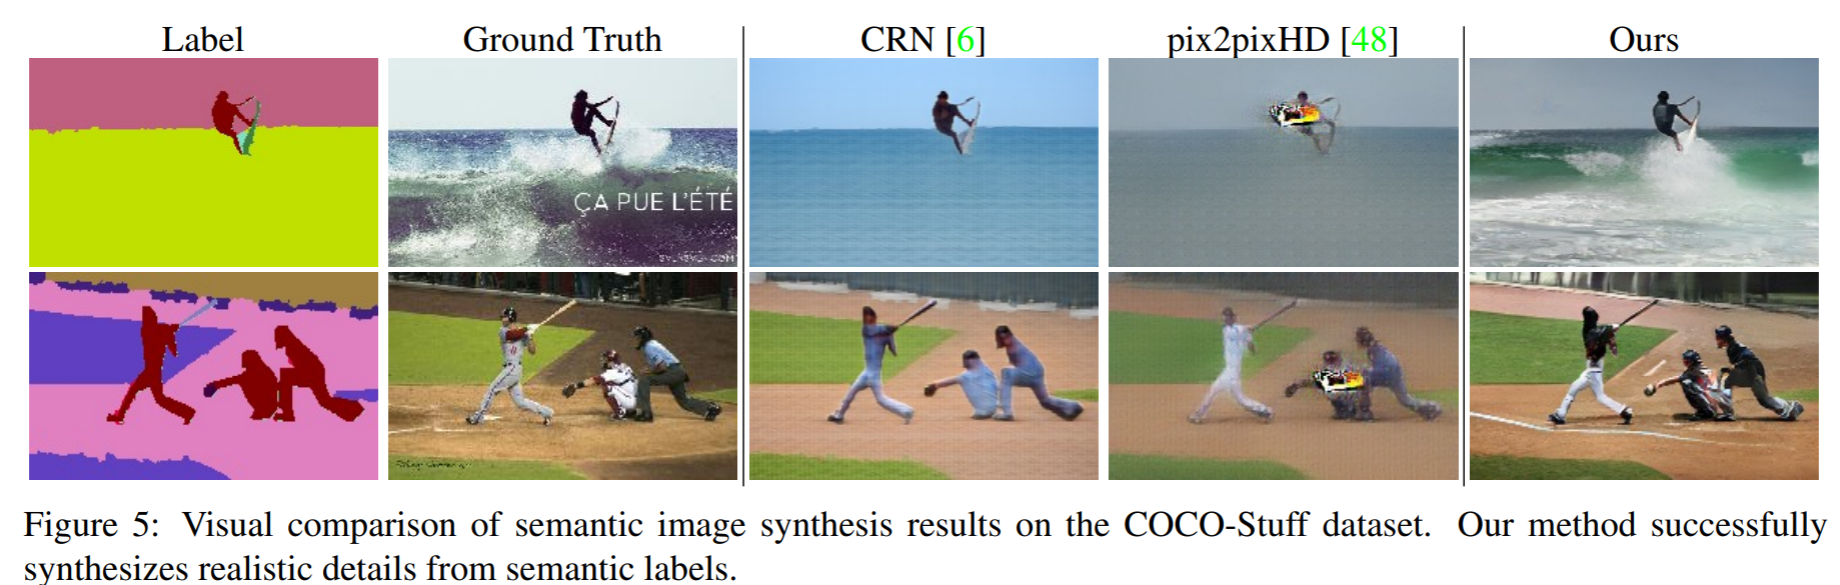 Label
Ground Truth
CRN [6]
pix2pixHD [48]
Ours
ÇA PUE L'ÉTÉ
Figure 5: Visual comparison of semantic image synthesis results on the COCO-Stuff dataset. Our method successfully
synthesizes realistic details from semantic labels.